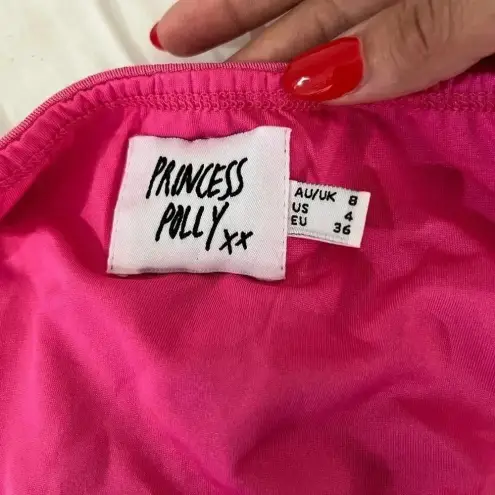 PRINCESS
POLLY xx
AU/UK 8
US 4
EU 36